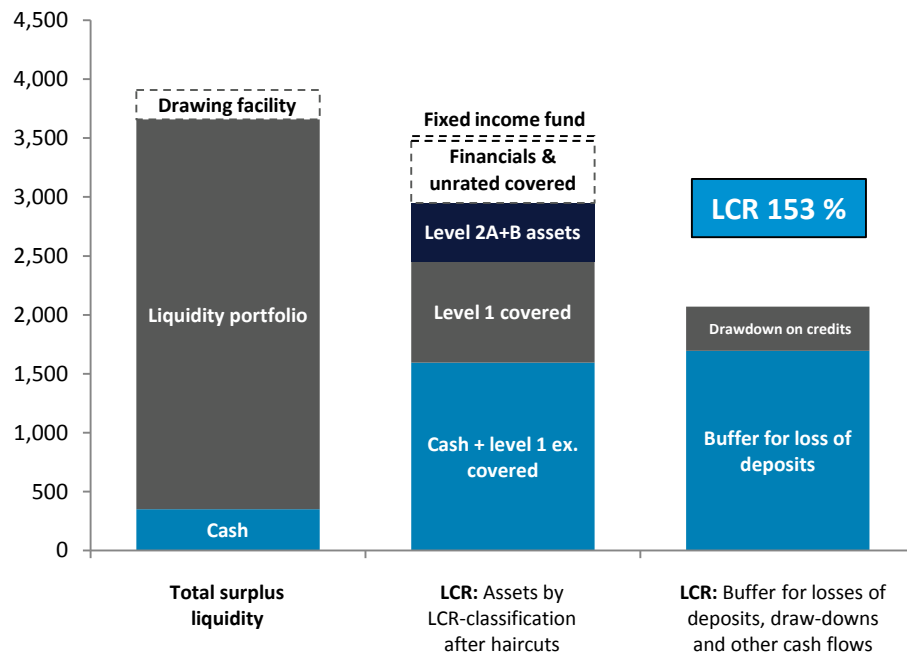 4,500
4,000
3,500
3,000
2,500
2,000
1,500
1,000
500
0
Drawing facility
Liquidity portfolio
Cash
Fixed income fund
Financials &
unrated covered
Level 2A+B assets
Level 1 covered
Cash + level 1 ex.
covered
LCR 153 %
Drawdown on credits
Buffer for loss of
deposits
Total surplus
liquidity
LCR: Assets by
LCR-classification
after haircuts
LCR: Buffer for losses of
deposits, draw-downs
and other cash flows